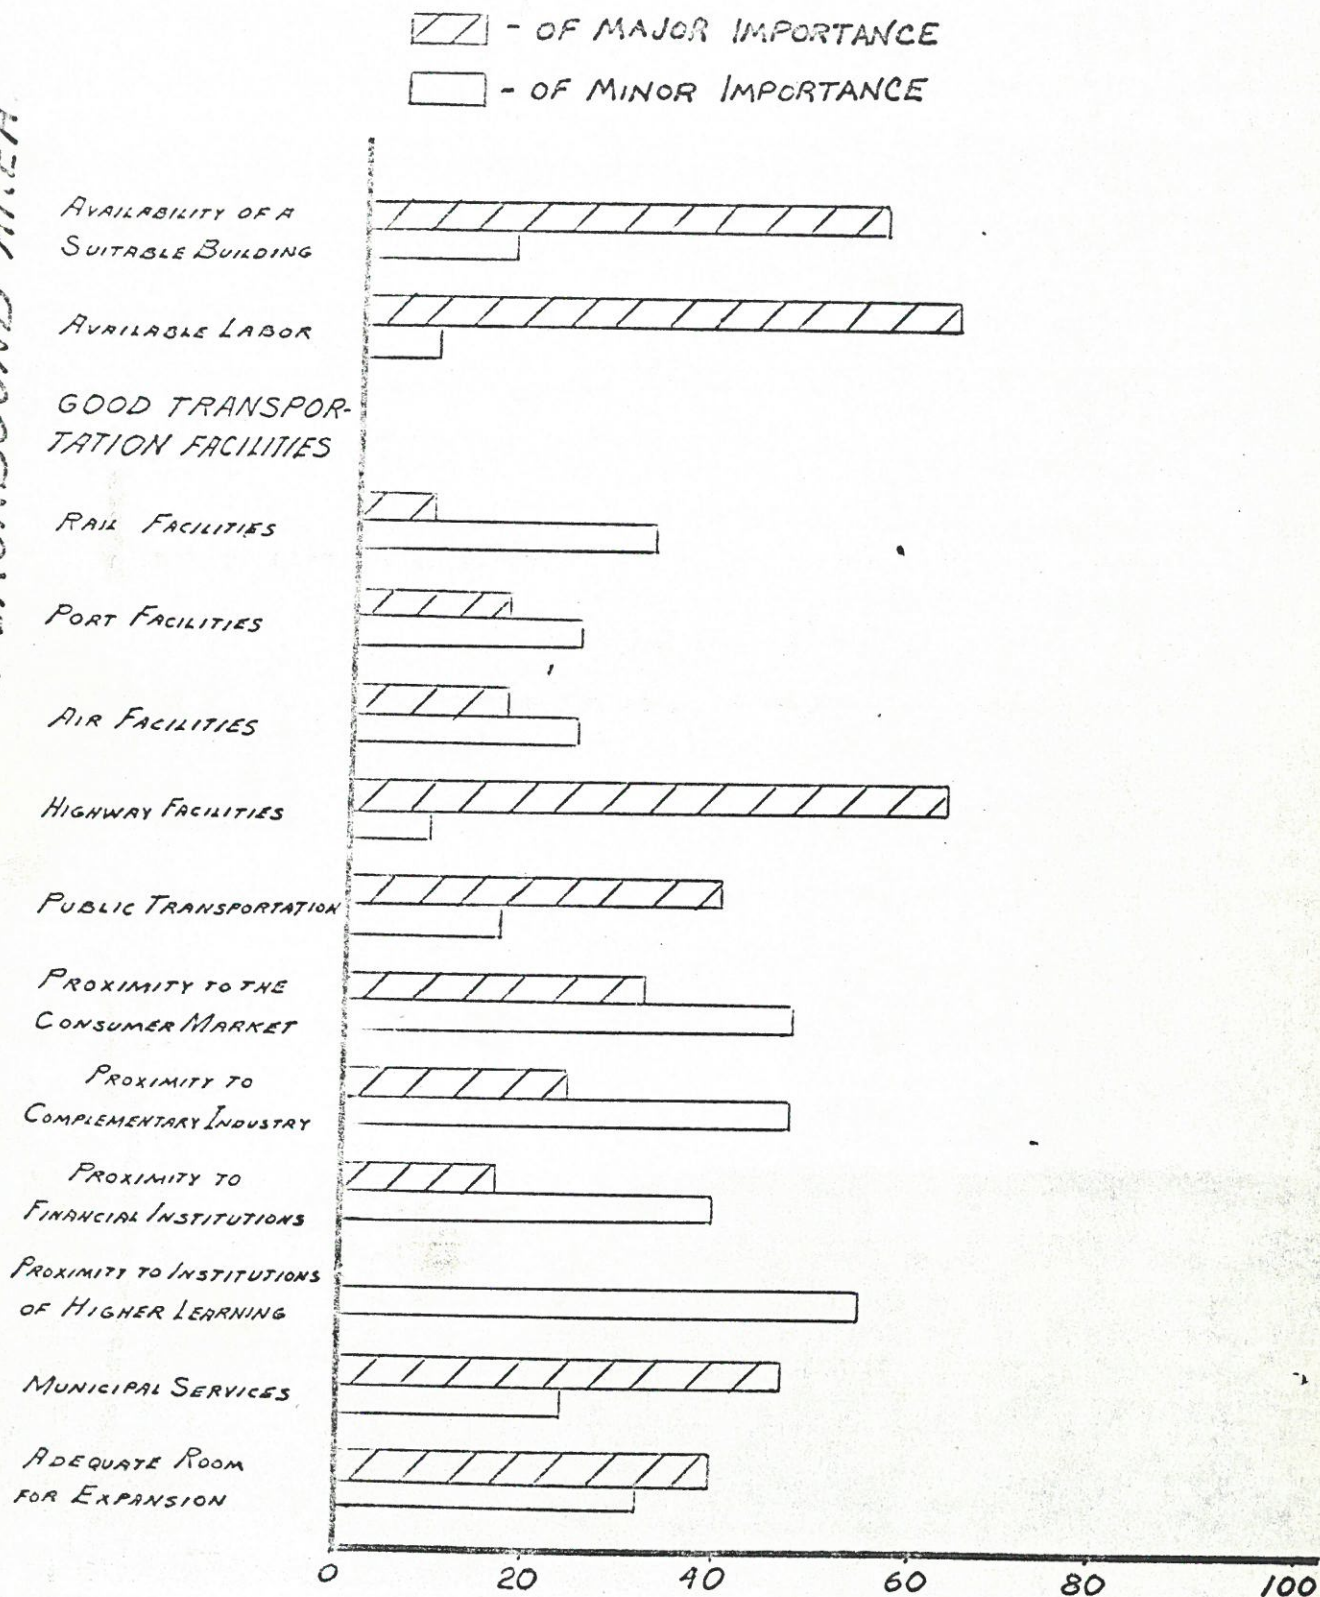 - OF MAJOR IMPORTANCE
- OF MINOR IMPORTANCE
AREA
AVAILABILITY OF A
SUITABLE BUILDING
AVAILABLE LABOR
GOOD TRANSPOR-
TATION FACILITIES
RAIL FACILITIES
PORT FACILITIES
AIR FACILITIES
HIGHWAY FACILITIES
PUBLIC TRANSPORTATION
PROXIMITY TO THE
CONSUMER MARKET
PROXIMITY TO
COMPLEMENTARY INDUSTRY
PROXIMITY TO
FINANCIAL INSTITUTIONS
PROXIMITY TO INSTITUTIONS
OF HIGHER LEARNING
MUNICIPAL SERVICES
ADEQUATE ROOM
FOR EXPANSION
0 20 40 60 80 100